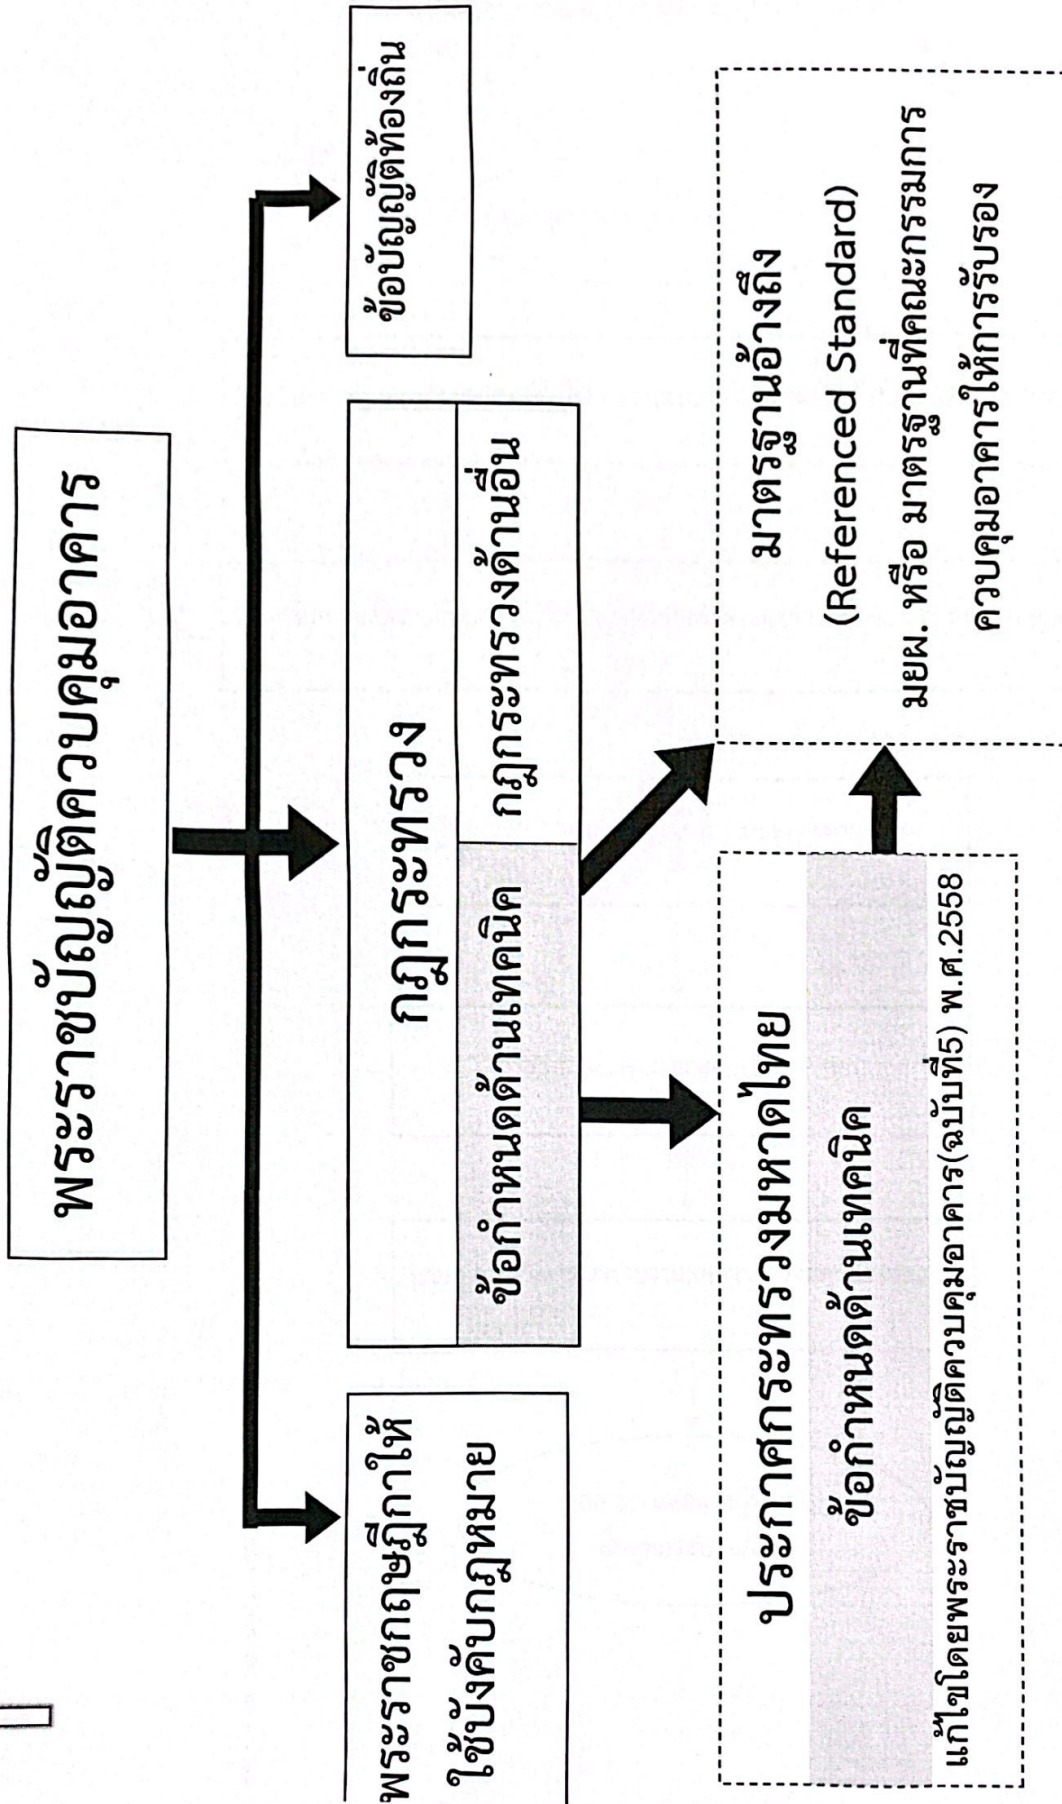 พระราชบัญญัติควบคุมอาคาร
พระราชกฤษฎีกาให้
ใช้บังคับกฎหมาย
กฎกระทรวง
ข้อกำหนดด้านเทคนิค
กฎกระทรวงด้านอื่น
ข้อบัญญัติท้องถิ่น
ประกาศกระทรวงมหาดไทย
ข้อกำหนดด้านเทคนิค
แก้ไขโดยพระราชบัญญัติควบคุมอาคาร(ฉบับที่5) พ.ศ.2558
มาตรฐานอ้างถึง
(Referenced Standard)
มยผ. หรือ มาตรฐานที่คณะกรรมการ
ควบคุมอาคารให้การรับรอง